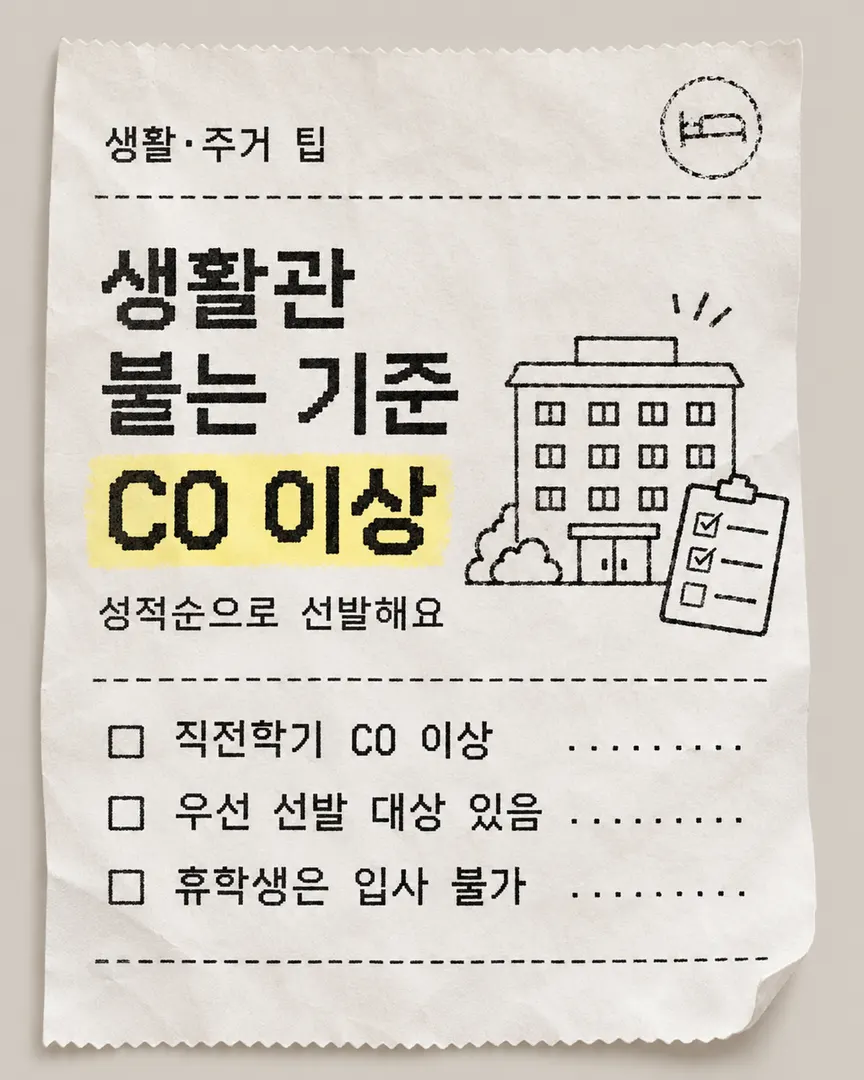 생활·주거 팁
생활관
붙는 기준
C0 이상
성적순으로 선발해요
직전학기 C0 이상
우선 선발 대상 있음
휴학생은 입사 불가